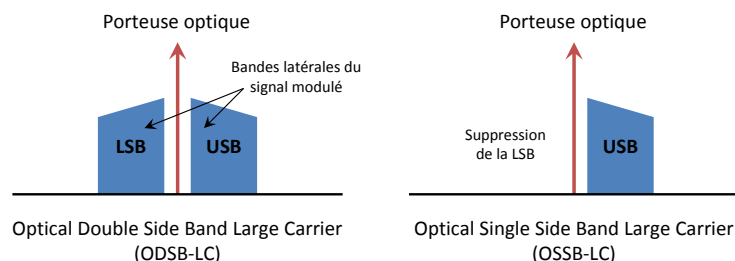 Porteuse optique
Bandes latérales du
signal modulé
LSB
USB
Optical Double Side Band Large Carrier
(ODSB-LC)
Porteuse optique
Suppression
de la LSB
USB
Optical Single Side Band Large Carrier
(OSSB-LC)